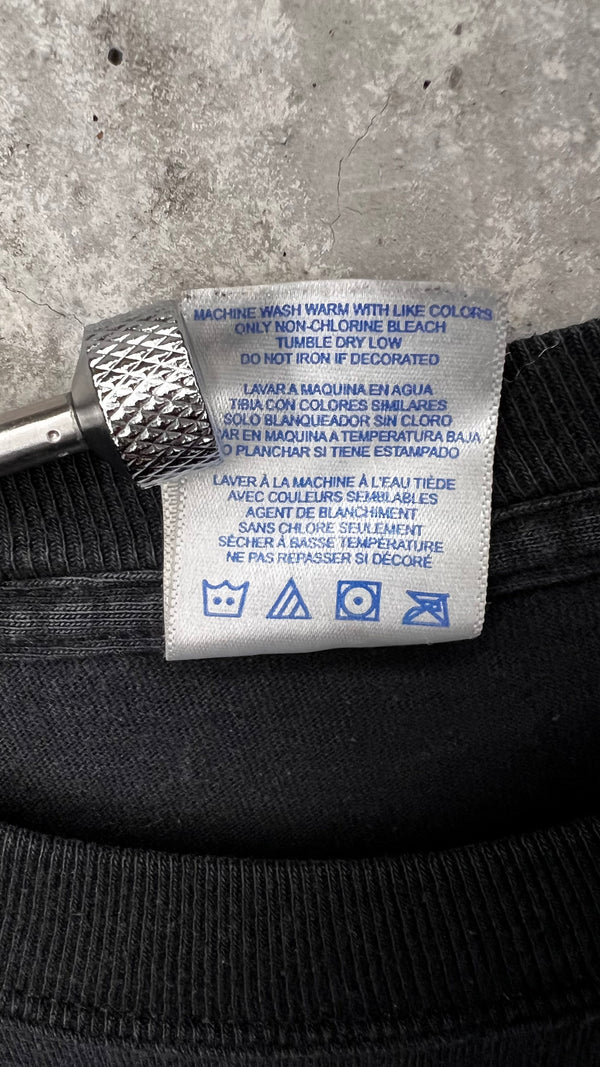 MACHINE WASH WARM WITH LIKE COLORS
ONLY NON-CHLORINE BLEACH
TUMBLE DRY LOW
DO NOT IRON IF DECORATED
LAVAR A MAQUINA EN AGUA
TIBIA CON COLORES SIMILARES
SOLO BLANQUEADOR SIN CLORO
EN MAQUINA A TEMPERATURA BAJA
PLANCHAR SI TIENE ESTAMPADO
LAVER À LA MACHINE À L'EAU TIÈDE
AVEC COULEURS SEMBLABLES
AGENT DE BLANCHIMENT
SANS CHLORE SEULEMENT
SÉCHER À BASSE TEMPÉRATURE
NE PAS REPASSER SI DÉCORÉ